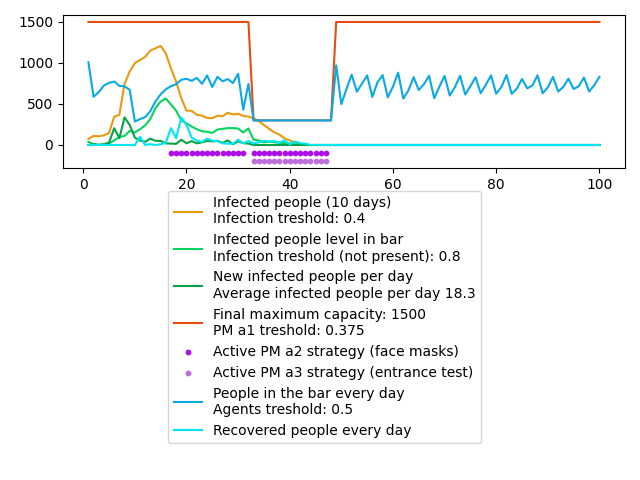 1500
1000
500
0
0 20 40 60 80 100
Infected people (10 days)
Infection treshold: 0.4
Infected people level in bar
Infection treshold (not present): 0.8
New infected people per day
Average infected people per day 18.3
Final maximum capacity: 1500
PM a1 treshold: 0.375
Active PM a2 strategy (face masks)
Active PM a3 strategy (entrance test)
People in the bar every day
Agents treshold: 0.5
Recovered people every day